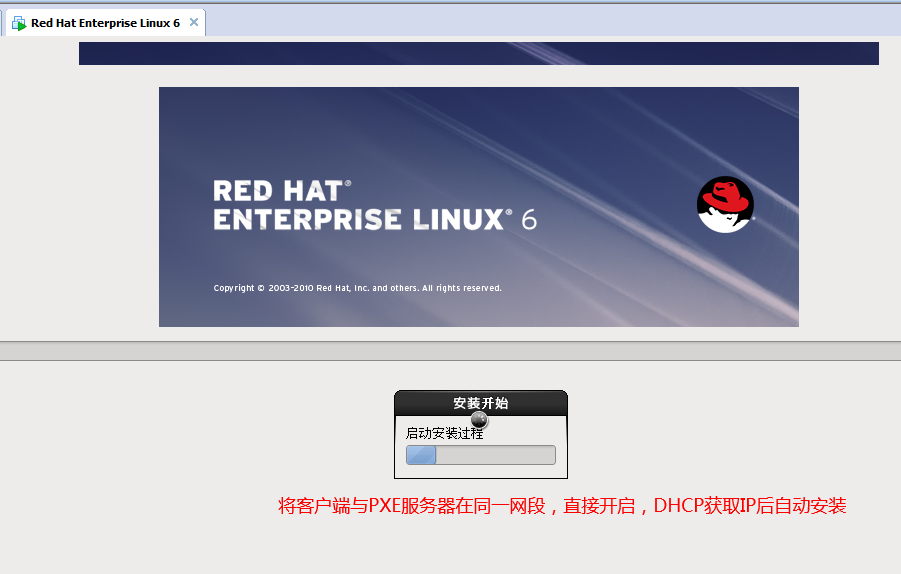 Red Hat Enterprise Linux 6
RED HAT®
ENTERPRISE LINUX® 6
Copyright © 2003-2010 Red Hat, Inc. and others. All rights reserved.
安装开始
启动安装过程
将客户端与PXE服务器在同一网段，直接开启，DHCP获取IP后自动安装